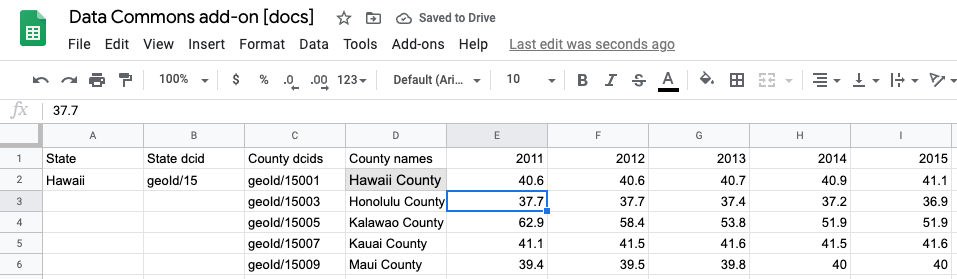 Data Commons add-on [docs] Saved to Drive
File Edit View Insert Format Data Tools Add-ons Help Last edit was seconds ago
100% $ % .0 .00 123 Default (Ari... 10 B I S A
fx 37.7
A B C D E F G H I
1 State State dcid County dcids County names 2011 2012 2013 2014 2015
2 Hawaii geoId/15 geoId/15001 Hawaii County 40.6 40.6 40.7 40.9 41.1
3 geoId/15003 Honolulu County 37.7 37.7 37.4 37.2 36.9
4 geoId/15005 Kalawao County 62.9 58.4 53.8 51.9 51.9
5 geoId/15007 Kauai County 41.1 41.5 41.6 41.5 41.6
6 geoId/15009 Maui County 39.4 39.5 39.8 40 40